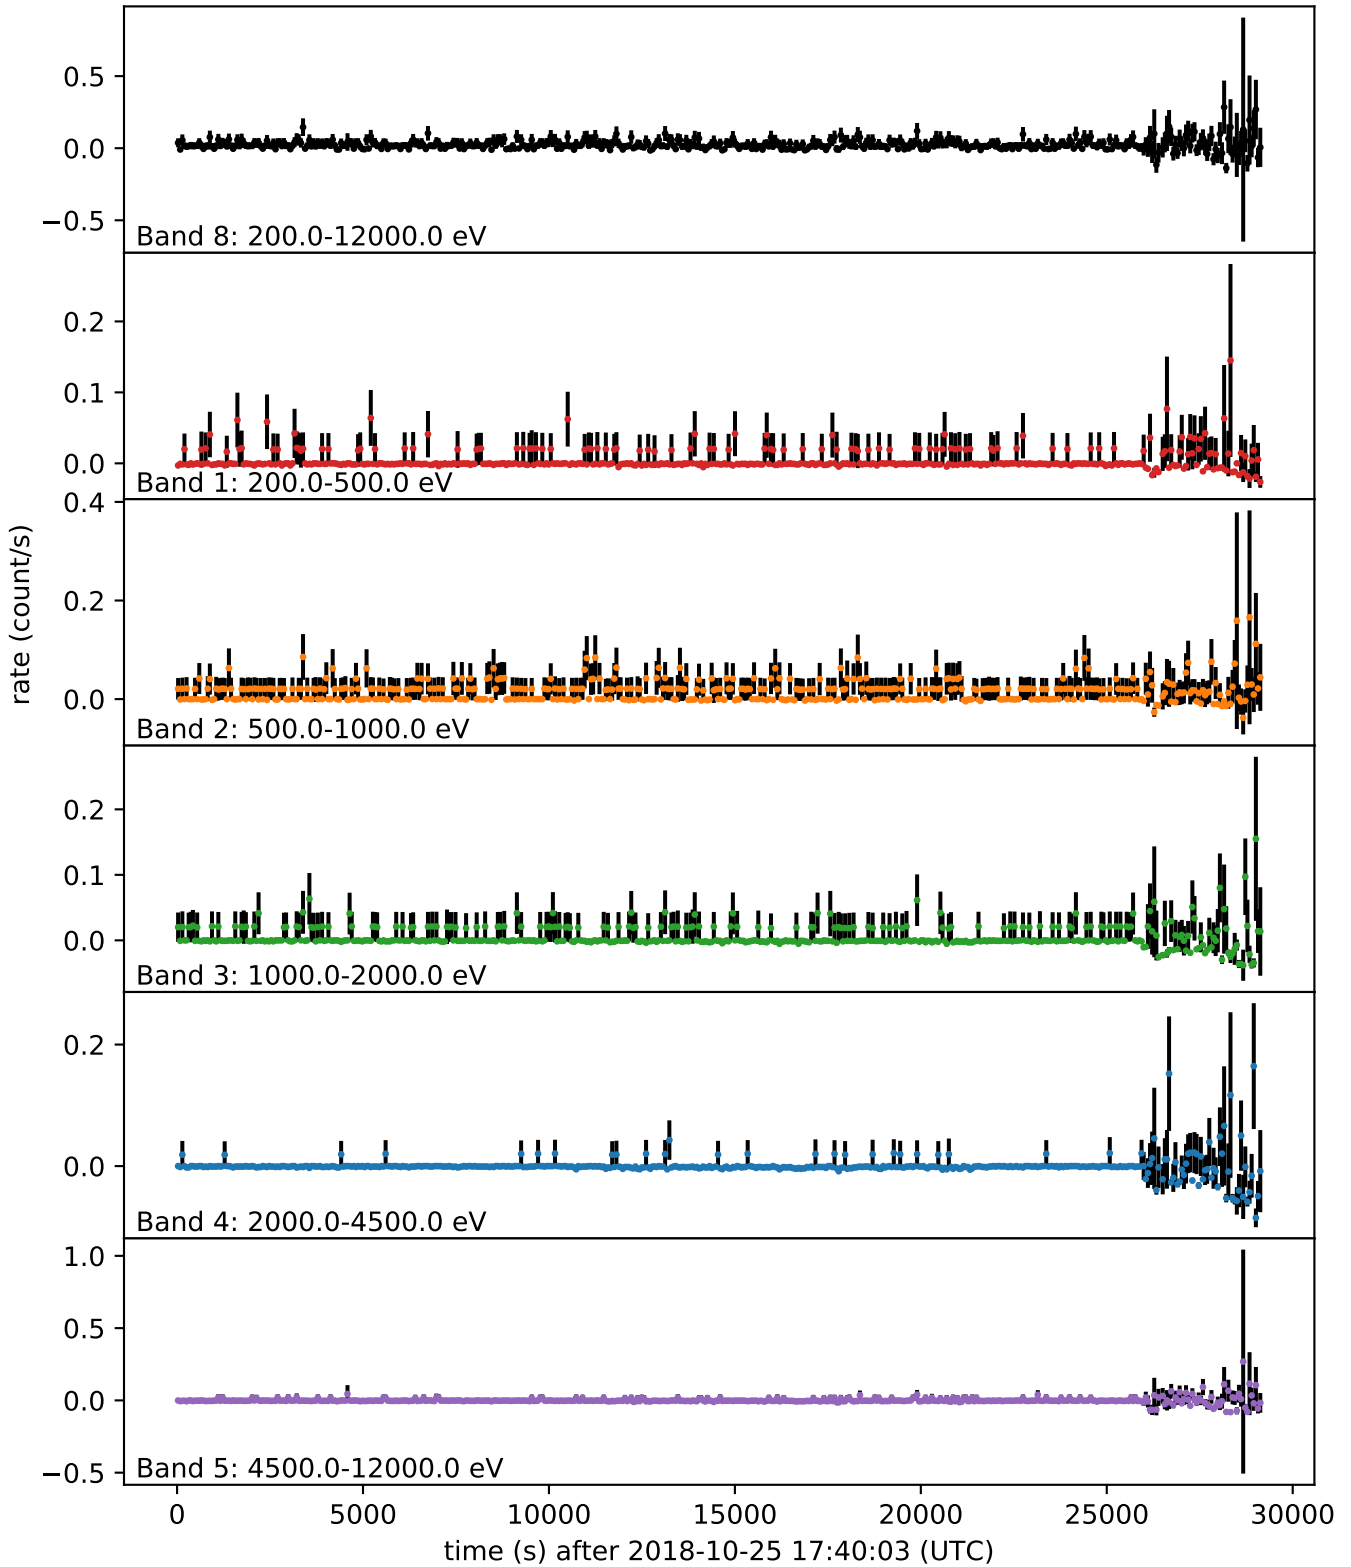 0.5
0.0
−0.5
Band 8: 200.0-12000.0 eV
0.2
0.1
0.0
Band 1: 200.0-500.0 eV
0.4
0.2
0.0
Band 2: 500.0-1000.0 eV
rate (count/s)
0.2
0.1
0.0
Band 3: 1000.0-2000.0 eV
0.2
0.0
Band 4: 2000.0-4500.0 eV
1.0
0.5
0.0
−0.5
Band 5: 4500.0-12000.0 eV
0 5000 10000 15000 20000 25000 30000
time (s) after 2018-10-25 17:40:03 (UTC)